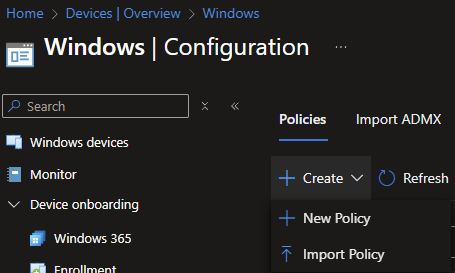 Home > Devices | Overview > Windows
Windows | Configuration ...
Search
Policies Import ADMX
Windows devices
Monitor
Create Refresh
Device onboarding
New Policy
Windows 365
Import Policy
Enrollment